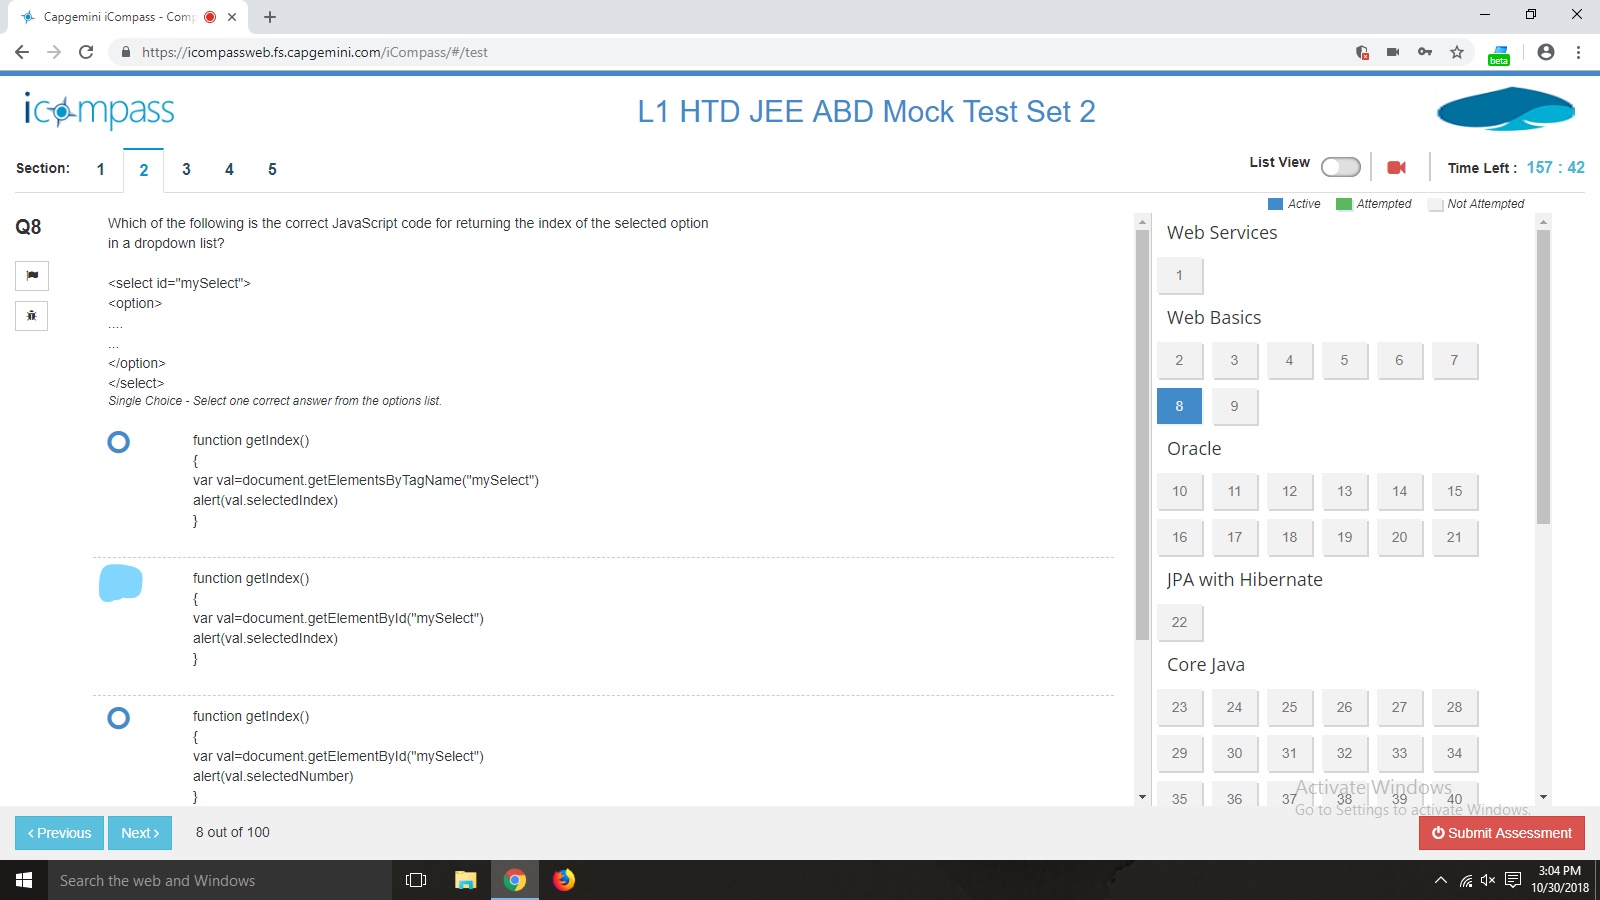 Capgemini iCompass - Comp
https://icompassweb.fs.capgemini.com/iCompass/#/test
beta
icompass
L1 HTD JEE ABD Mock Test Set 2
Section: 1 2 3 4 5
List View
Time Left : 157 : 42
Active Attempted Not Attempted
Q8
Which of the following is the correct JavaScript code for returning the index of the selected option
in a dropdown list?
<select id="mySelect">
<option>
....
...
</option>
</select>
Single Choice - Select one correct answer from the options list.
function getIndex()
{
var val=document.getElementsByTagName("mySelect")
alert(val.selectedIndex)
}
function getIndex()
{
var val=document.getElementById("mySelect")
alert(val.selectedIndex)
}
function getIndex()
{
var val=document.getElementById("mySelect")
alert(val.selectedNumber)
}
Web Services
1
Web Basics
2 3 4 5 6 7
8 9
Oracle
10 11 12 13 14 15
16 17 18 19 20 21
JPA with Hibernate
22
Core Java
23 24 25 26 27 28
29 30 31 32 33 34
35 36 37 38 39 40
Activate Windows
Go to Settings to activate Windows.
Previous Next 8 out of 100
Submit Assessment
Search the web and Windows
3:04 PM
10/30/2018